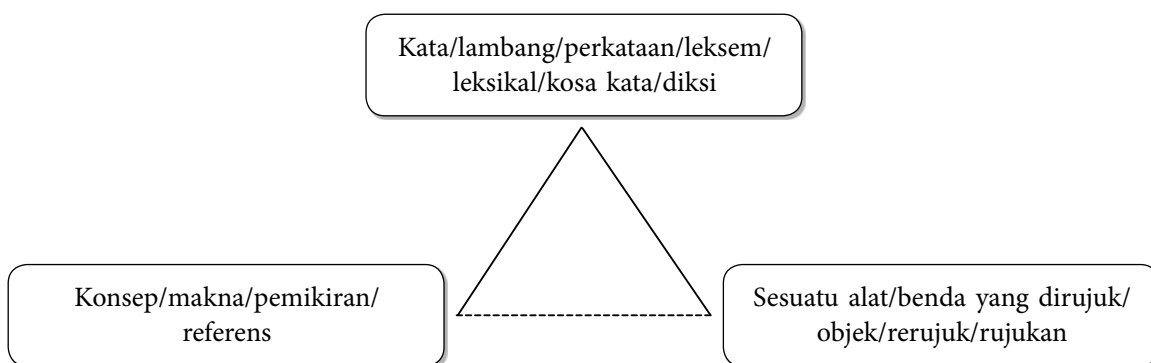 Kata/lambang/perkataan/leksem/
leksikal/kosa kata/diksi
Konsep/makna/pemikiran/
referens
Sesuatu alat/benda yang dirujuk/
objek/rerujuk/rujukan